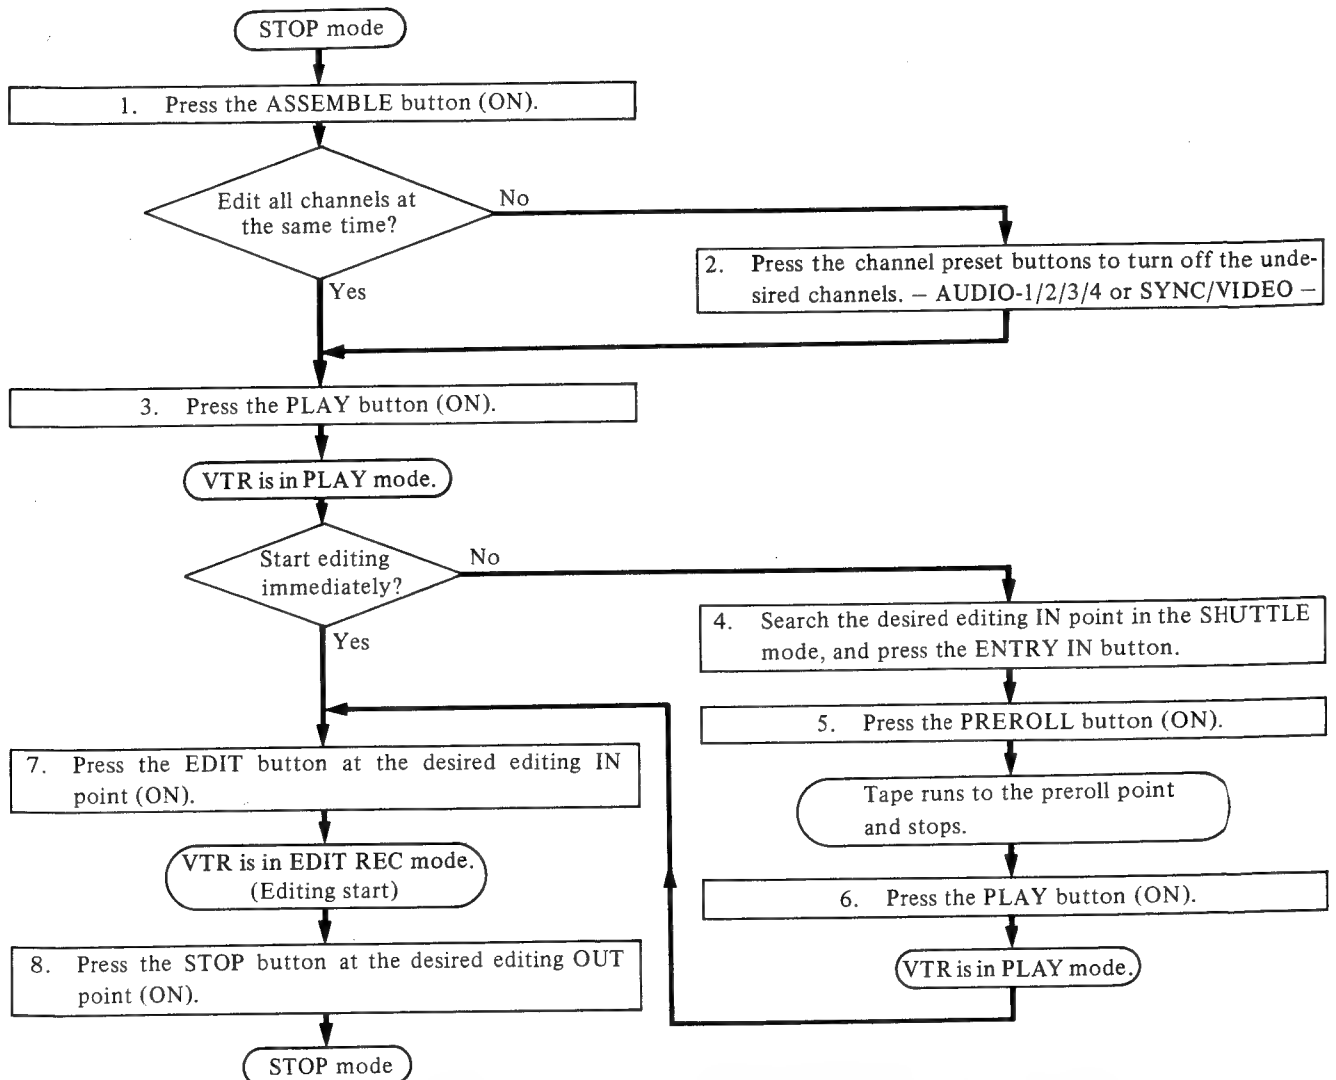 STOP mode
1. Press the ASSEMBLE button (ON).
Edit all channels at
the same time?
No
Yes
2. Press the channel preset buttons to turn off the unde-
sired channels. – AUDIO-1/2/3/4 or SYNC/VIDEO –
3. Press the PLAY button (ON).
VTR is in PLAY mode.
Start editing
immediately?
No
Yes
4. Search the desired editing IN point in the SHUTTLE
mode, and press the ENTRY IN button.
5. Press the PREROLL button (ON).
Tape runs to the preroll point
and stops.
6. Press the PLAY button (ON).
VTR is in PLAY mode.
7. Press the EDIT button at the desired editing IN
point (ON).
VTR is in EDIT REC mode.
(Editing start)
8. Press the STOP button at the desired editing OUT
point (ON).
STOP mode